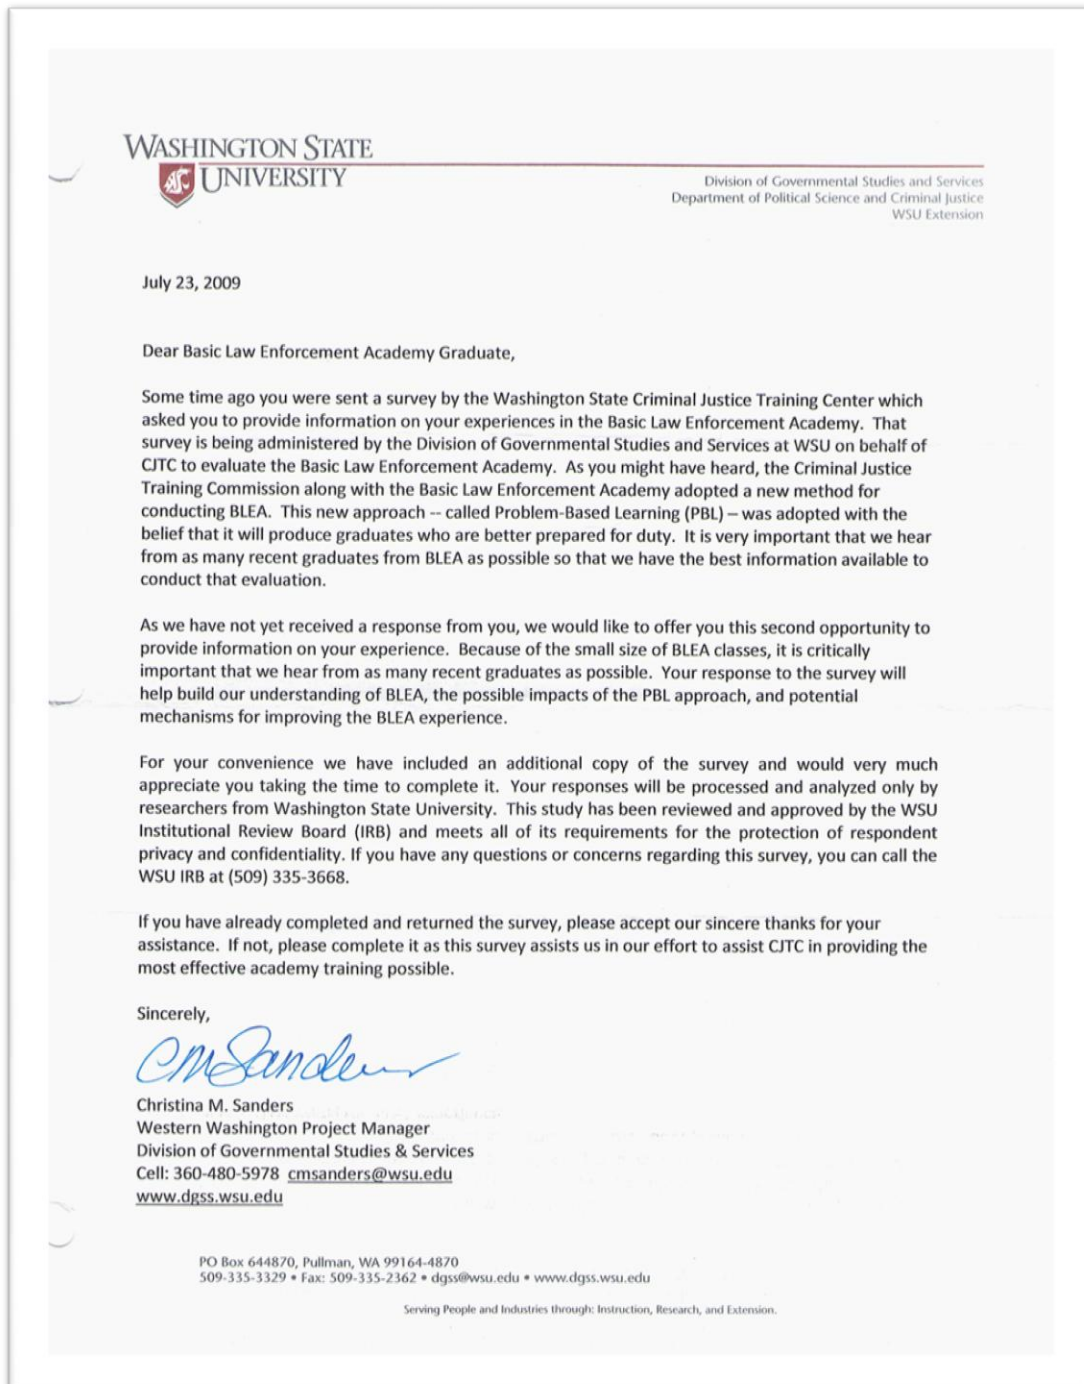 WASHINGTON STATE
UNIVERSITY
Division of Governmental Studies and Services
Department of Political Science and Criminal Justice
WSU Extension
July 23, 2009
Dear Basic Law Enforcement Academy Graduate,
Some time ago you were sent a survey by the Washington State Criminal Justice Training Center which
asked you to provide information on your experiences in the Basic Law Enforcement Academy.  That
survey is being administered by the Division of Governmental Studies and Services at WSU on behalf of
CJTC to evaluate the Basic Law Enforcement Academy.  As you might have heard, the Criminal Justice
Training Commission along with the Basic Law Enforcement Academy adopted a new method for
conducting BLEA.  This new approach -- called Problem-Based Learning (PBL) – was adopted with the
belief that it will produce graduates who are better prepared for duty.  It is very important that we hear
from as many recent graduates from BLEA as possible so that we have the best information available to
conduct that evaluation.
As we have not yet received a response from you, we would like to offer you this second opportunity to
provide information on your experience.  Because of the small size of BLEA classes, it is critically
important that we hear from as many recent graduates as possible.  Your response to the survey will
help build our understanding of BLEA, the possible impacts of the PBL approach, and potential
mechanisms for improving the BLEA experience.
For your convenience we have included an additional copy of the survey and would very much
appreciate you taking the time to complete it.  Your responses will be processed and analyzed only by
researchers from Washington State University.  This study has been reviewed and approved by the WSU
Institutional Review Board (IRB) and meets all of its requirements for the protection of respondent
privacy and confidentiality. If you have any questions or concerns regarding this survey, you can call the
WSU IRB at (509) 335-3668.
If you have already completed and returned the survey, please accept our sincere thanks for your
assistance.  If not, please complete it as this survey assists us in our effort to assist CJTC in providing the
most effective academy training possible.
Sincerely,
CMSanders
Christina M. Sanders
Western Washington Project Manager
Division of Governmental Studies & Services
Cell: 360-480-5978  cmsanders@wsu.edu
www.dgss.wsu.edu
PO Box 644870, Pullman, WA 99164-4870
509-335-3329 • Fax: 509-335-2362 • dgss@wsu.edu • www.dgss.wsu.edu
Serving People and Industries through: Instruction, Research, and Extension.